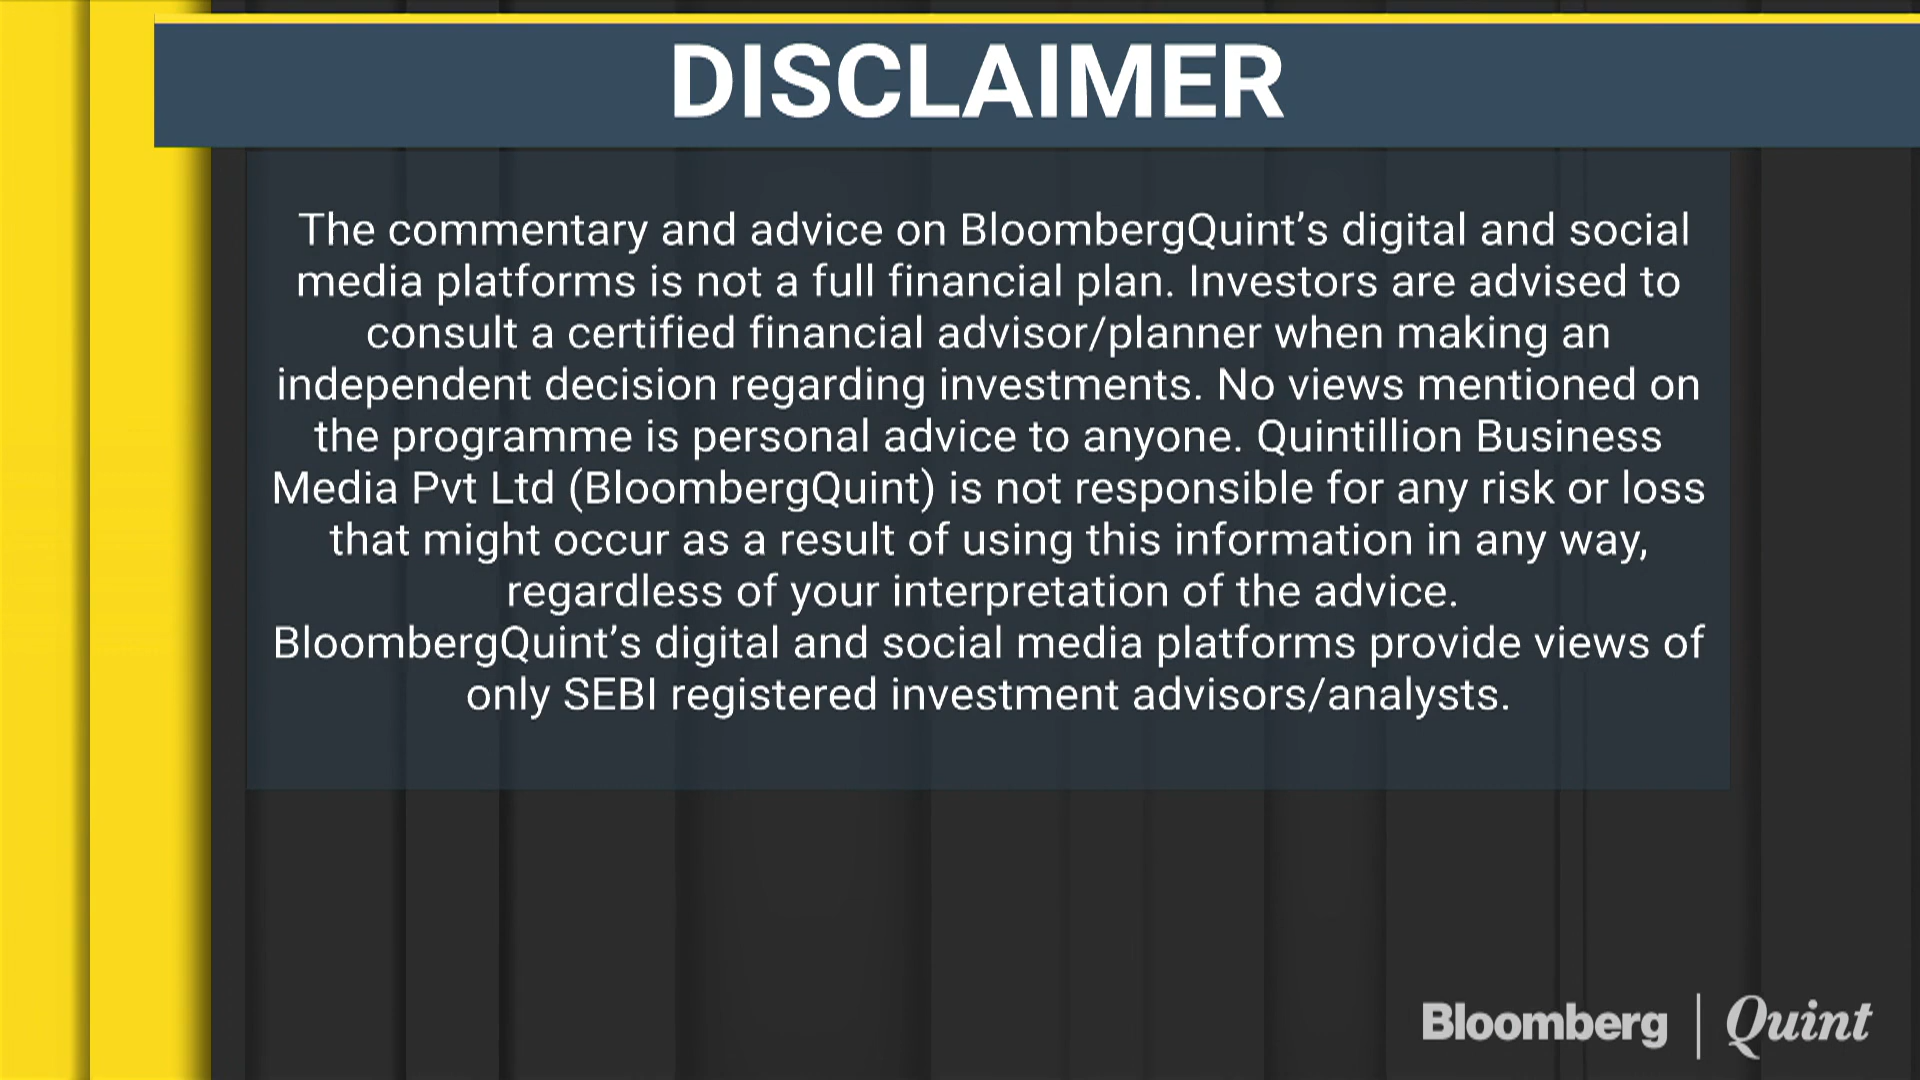 DISCLAIMER
The commentary and advice on BloombergQuint’s digital and social
media platforms is not a full financial plan. Investors are advised to
consult a certified financial advisor/planner when making an
independent decision regarding investments. No views mentioned on
the programme is personal advice to anyone. Quintillion Business
Media Pvt Ltd (BloombergQuint) is not responsible for any risk or loss
that might occur as a result of using this information in any way,
regardless of your interpretation of the advice.
BloombergQuint’s digital and social media platforms provide views of
only SEBI registered investment advisors/analysts.
Bloomberg | Quint